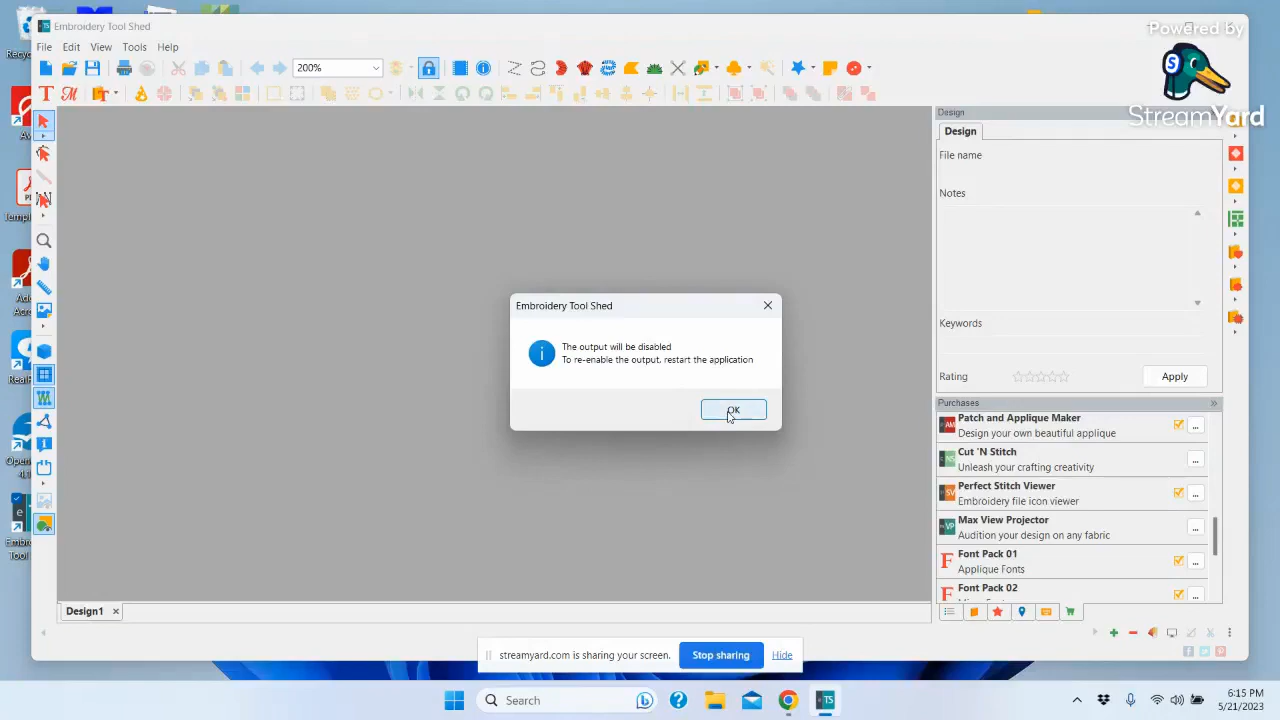 Embroidery Tool Shed
Powered by
StreamYard
File Edit View Tools Help
200%
Design
Design
File name
Notes
Keywords
Rating
Apply
Purchases
Patch and Applique Maker
Design your own beautiful applique
...
Cut 'N Stitch
Unleash your crafting creativity
...
Perfect Stitch Viewer
Embroidery file icon viewer
...
Max View Projector
Audition your design on any fabric
...
Font Pack 01
Applique Fonts
...
Font Pack 02
...
Embroidery Tool Shed
The output will be disabled
To re-enable the output, restart the application
OK
Design1
streamyard.com is sharing your screen.
Stop sharing
Hide
Search
6:15 PM
5/21/2023